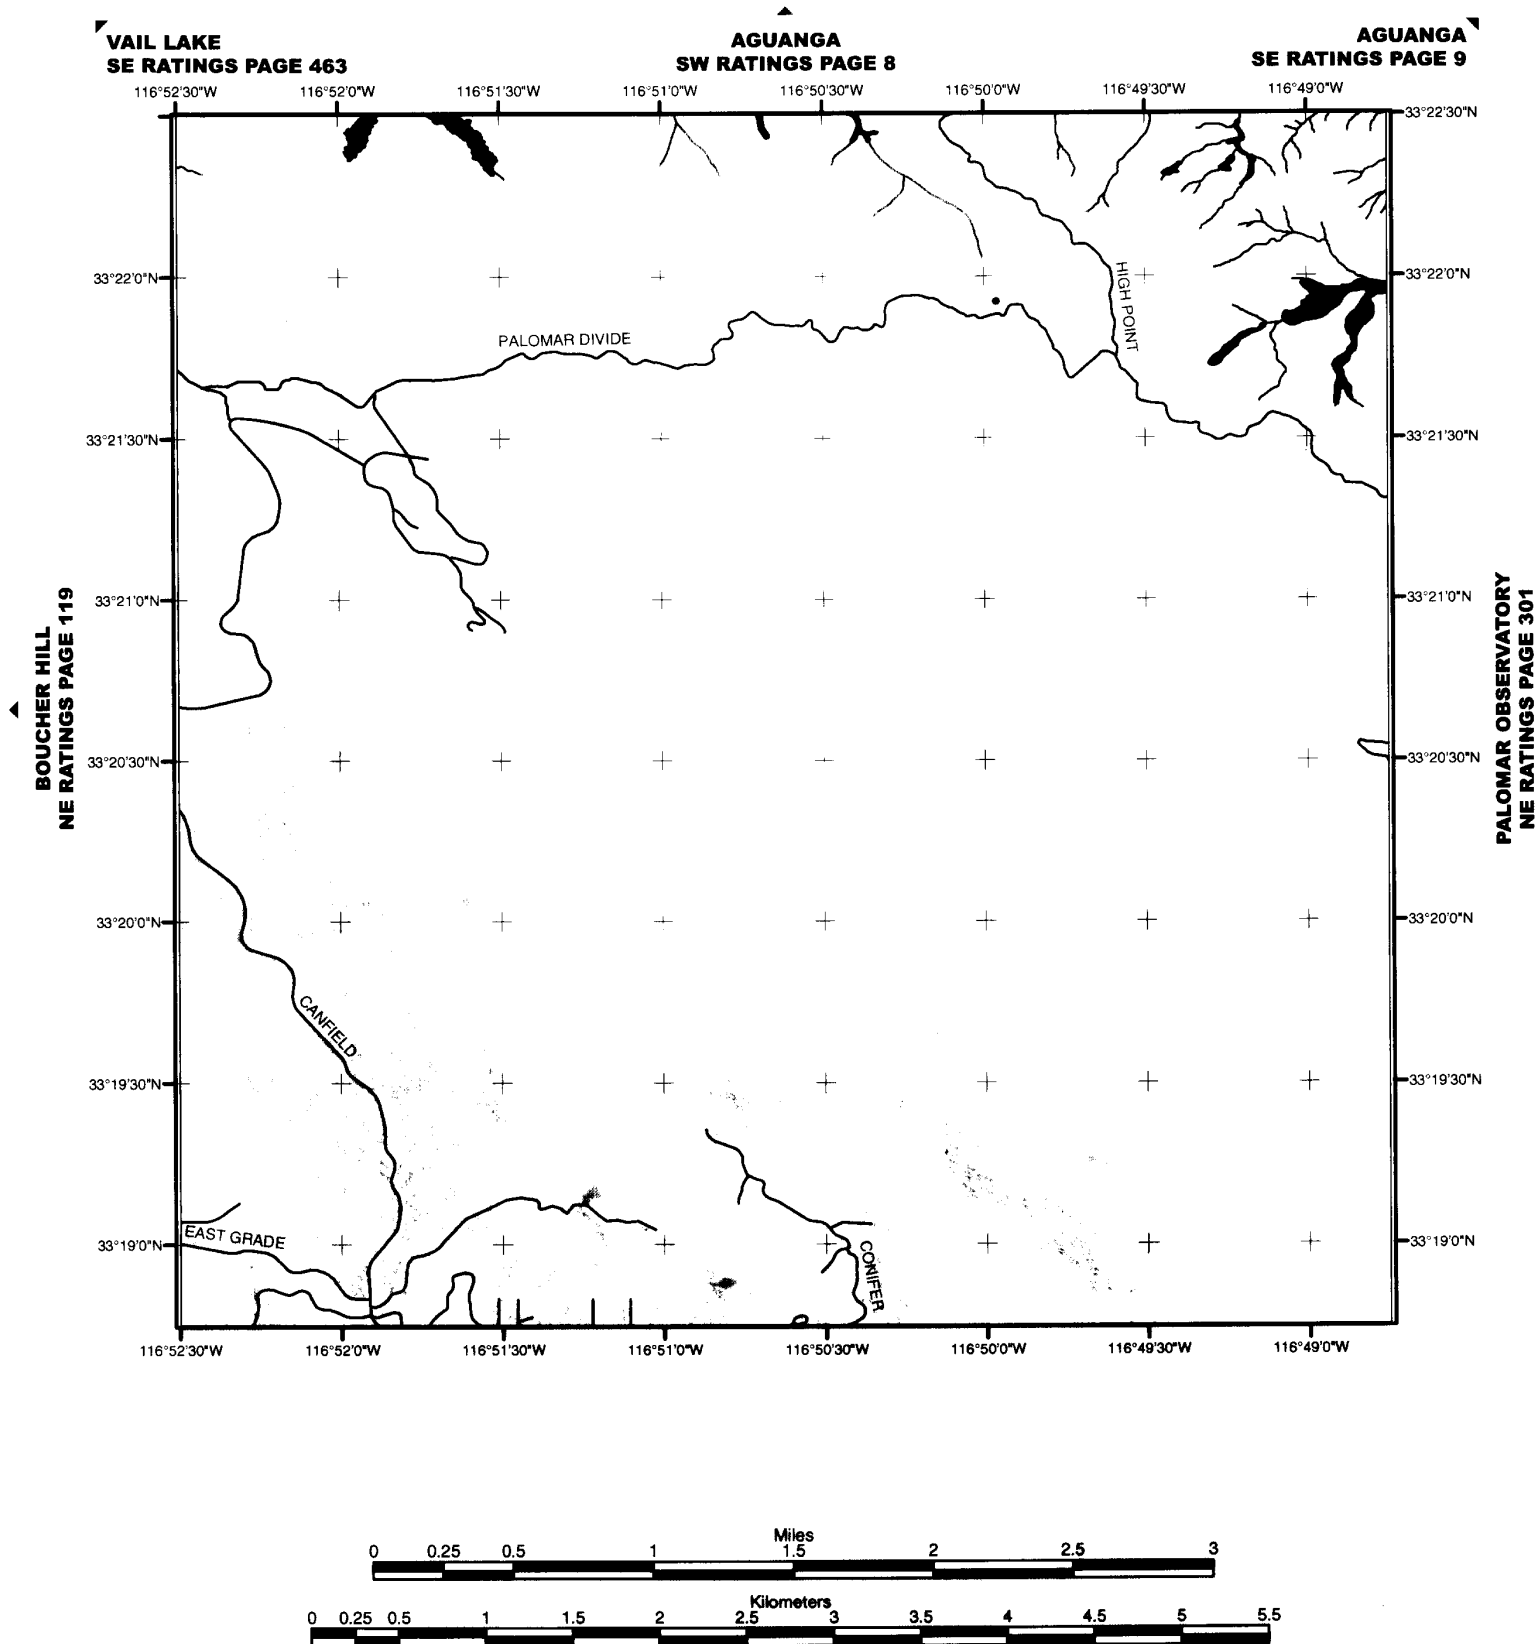 VAIL LAKE
SE RATINGS PAGE 463
AGUANGA
SW RATINGS PAGE 8
AGUANGA
SE RATINGS PAGE 9
116°52'30"W 116°52'0"W 116°51'30"W 116°51'0"W 116°50'30"W 116°50'0"W 116°49'30"W 116°49'0"W
33°22'30"N
33°22'0"N 33°22'0"N
HIGH POINT
PALOMAR DIVIDE
33°21'30"N 33°21'30"N
33°21'0"N 33°21'0"N
BOUCHER HILL
NE RATINGS PAGE 119
PALOMAR OBSERVATORY
NE RATINGS PAGE 301
33°20'30"N 33°20'30"N
33°20'0"N 33°20'0"N
CANFIELD
33°19'30"N 33°19'30"N
EAST GRADE
33°19'0"N 33°19'0"N
CONIFER
116°52'30"W 116°52'0"W 116°51'30"W 116°51'0"W 116°50'30"W 116°50'0"W 116°49'30"W 116°49'0"W
Miles
0 0.25 0.5 1 1.5 2 2.5 3
Kilometers
0 0.25 0.5 1 1.5 2 2.5 3 3.5 4 4.5 5 5.5